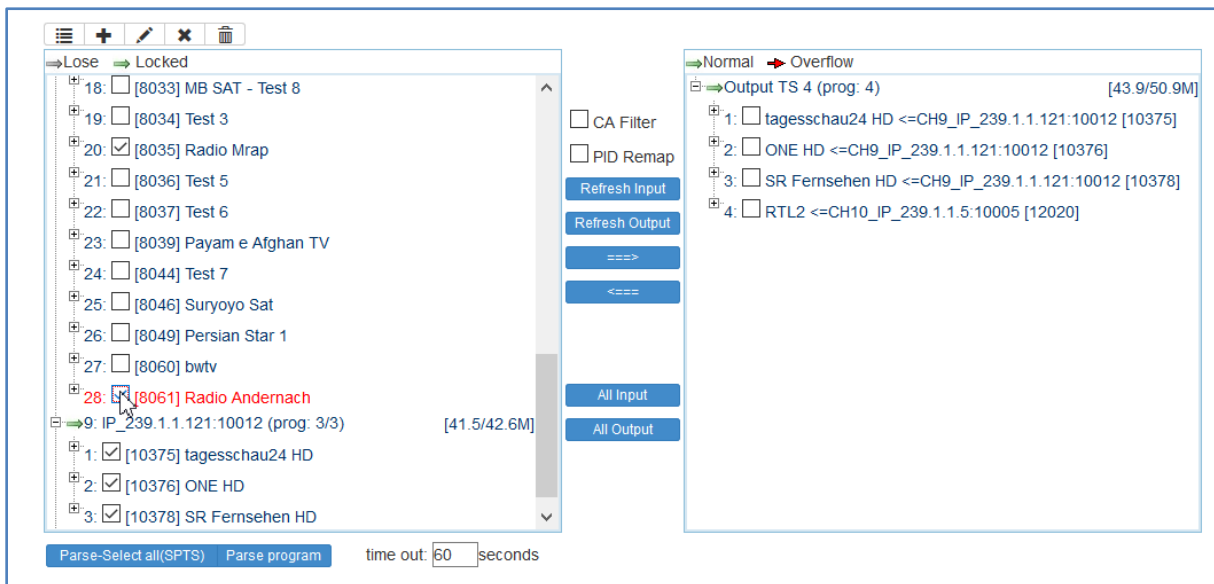 Lose Locked
18: [8033] MB SAT - Test 8
19: [8034] Test 3
20: [8035] Radio Mrap
21: [8036] Test 5
22: [8037] Test 6
23: [8039] Payam e Afghan TV
24: [8044] Test 7
25: [8046] Suryoyo Sat
26: [8049] Persian Star 1
27: [8060] bwtv
28: [8061] Radio Andernach
9: IP_239.1.1.121:10012 (prog: 3/3) [41.5/42.6M]
1: [10375] tagesschau24 HD
2: [10376] ONE HD
3: [10378] SR Fernsehen HD
Parse-Select all(SPTS) Parse program time out: 60 seconds
CA Filter
PID Remap
Refresh Input
Refresh Output
===>
<===
All Input
All Output
Normal Overflow
Output TS 4 (prog: 4) [43.9/50.9M]
1: tagesschau24 HD <=CH9_IP_239.1.1.121:10012 [10375]
2: ONE HD <=CH9_IP_239.1.1.121:10012 [10376]
3: SR Fernsehen HD <=CH9_IP_239.1.1.121:10012 [10378]
4: RTL2 <=CH10_IP_239.1.1.5:10005 [12020]